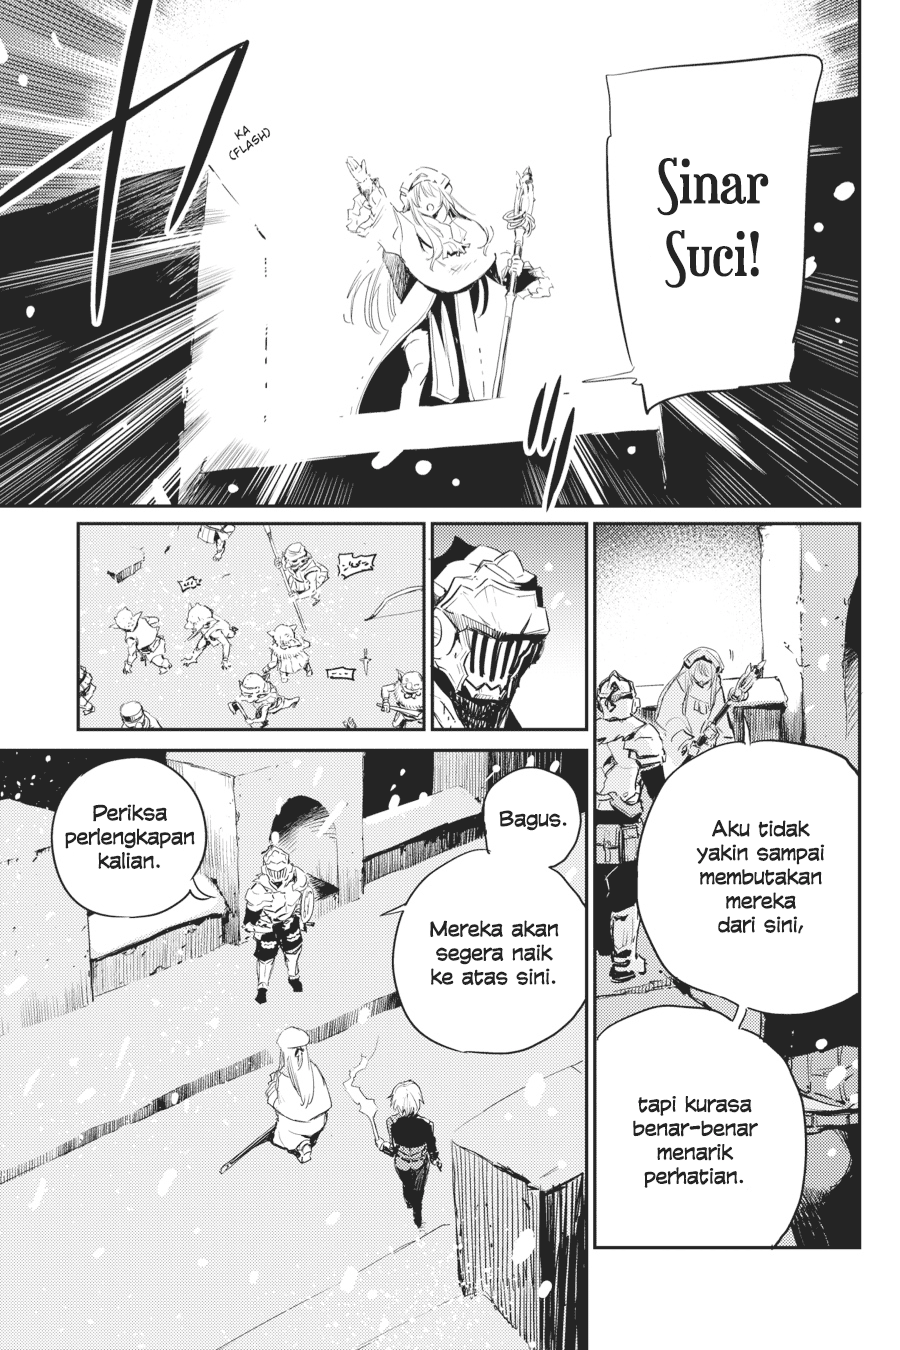 Sinar
Suci!
KA
(FLASH)
Aku tidak
yakin sampai
membutakan
mereka
dari sini,
tapi kurasa
benar-benar
menarik
perhatian.
Bagus.
Mereka akan
segera naik
ke atas sini.
Periksa
perlengkapan
kalian.